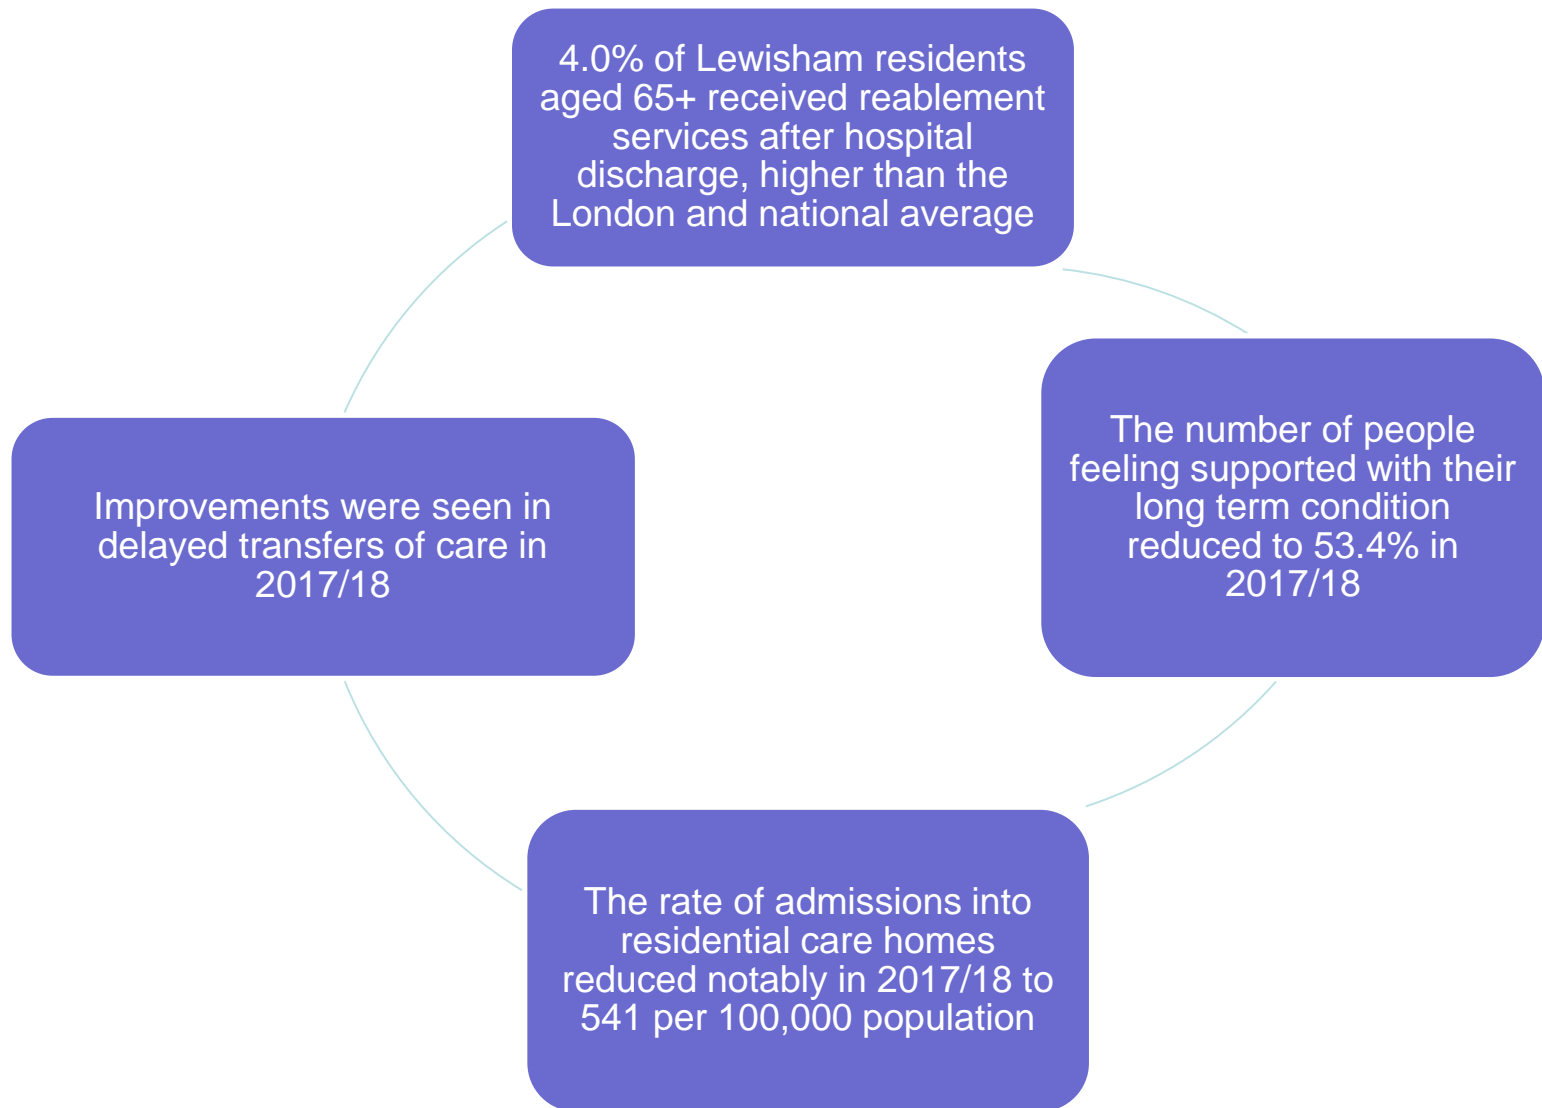 4.0% of Lewisham residents
aged 65+ received reablement
services after hospital
discharge, higher than the
London and national average
The number of people
feeling supported with their
long term condition
reduced to 53.4% in
2017/18
The rate of admissions into
residential care homes
reduced notably in 2017/18 to
541 per 100,000 population
Improvements were seen in
delayed transfers of care in
2017/18